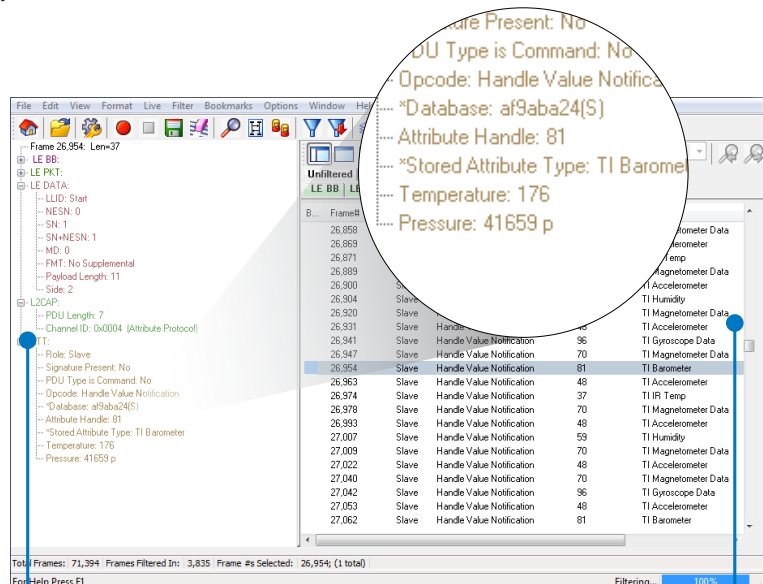 File Edit View Format Live Filter Bookmarks Options Window Hel
Frame 26,954: Len=37
LE BB:
LE PKT:
LE DATA:
LLID: Start
NESN: 0
SN: 1
SN+NESN: 1
MD: 0
FMT: No Supplemental
Payload Length: 11
Side: 2
L2CAP:
PDU Length: 7
Channel ID: 0x0004 (Attribute Protocol)
TT:
Role: Slave
Signature Present: No
PDU Type is Command: No
Opcode: Handle Value Notification
*Database: af9aba24(S)
Attribute Handle: 81
*Stored Attribute Type: TI Barometer
Temperature: 176
Pressure: 41659 p
ture Present: No
DU Type is Command: No
Opcode: Handle Value Notifica
*Database: af9aba24(S)
Attribute Handle: 81
*Stored Attribute Type: TI Baromet
Temperature: 176
Pressure: 41659 p
Unfiltered
LE BB LE
B... Frame#
26,858 ometer Data
26,869 lerometer
26,871 Temp
26,889 Magnetometer Data
26,900 Sla TI Accelerometer
26,904 Slave TI Humidity
26,920 Slave TI Magnetometer Data
26,931 Slave Handle 48 TI Accelerometer
26,941 Slave Handle Value Notification 96 TI Gyroscope Data
26,947 Slave Handle Value Notification 70 TI Magnetometer Data
26,954 Slave Handle Value Notification 81 TI Barometer
26,963 Slave Handle Value Notification 48 TI Accelerometer
26,974 Slave Handle Value Notification 37 TI IR Temp
26,978 Slave Handle Value Notification 70 TI Magnetometer Data
26,993 Slave Handle Value Notification 48 TI Accelerometer
27,007 Slave Handle Value Notification 59 TI Humidity
27,009 Slave Handle Value Notification 70 TI Magnetometer Data
27,022 Slave Handle Value Notification 48 TI Accelerometer
27,040 Slave Handle Value Notification 70 TI Magnetometer Data
27,042 Slave Handle Value Notification 96 TI Gyroscope Data
27,053 Slave Handle Value Notification 48 TI Accelerometer
27,062 Slave Handle Value Notification 81 TI Barometer
Total Frames: 71,394 Frames Filtered In: 3,835 Frame #s Selected: 26,954; (1 total)
For Help Press F1
Filtering... 100%